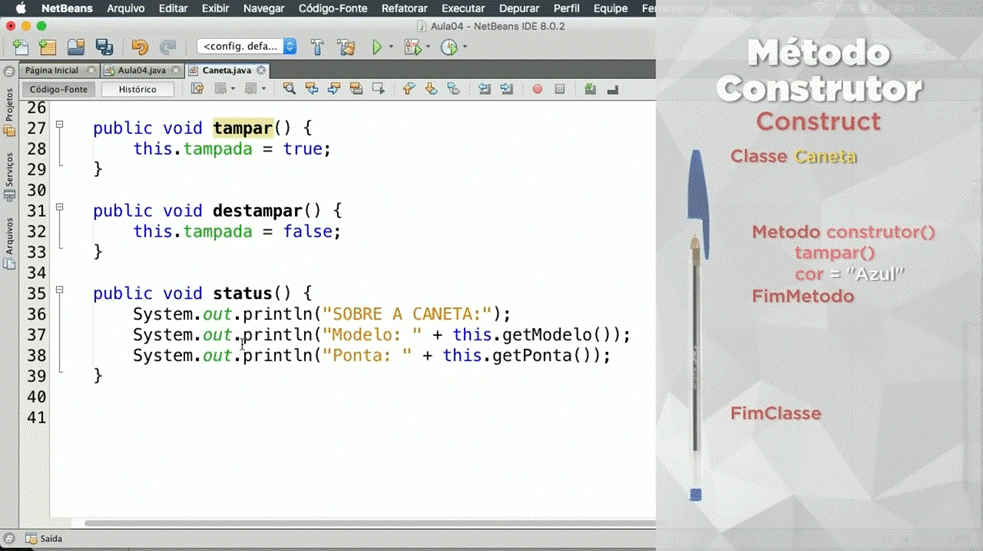 NetBeans Arquivo Editar Exibir Navegar Código-Fonte Refatorar Executar Depurar Perfil Equipe Ferramentas
Aula04 - NetBeans IDE 8.0.2
<config. defa...
Página Inicial Aula04.java Caneta.java
Código-Fonte Histórico
Projetos
Serviços
Arquivos
26
27 public void tampar() {
28 this.tampada = true;
29 }
30
31 public void destampar() {
32 this.tampada = false;
33 }
34
35 public void status() {
36 System.out.println("SOBRE A CANETA:");
37 System.out.println("Modelo: " + this.getModelo());
38 System.out.println("Ponta: " + this.getPonta());
39 }
40
41
Saída
Método
Construtor
Construct
Classe Caneta
Metodo construtor()
tampar()
cor = "Azul"
FimMetodo
FimClasse